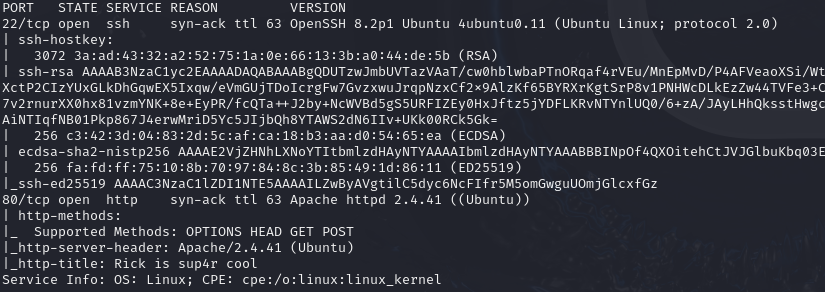 PORT   STATE SERVICE REASON         VERSION
22/tcp open  ssh     syn-ack ttl 63 OpenSSH 8.2p1 Ubuntu 4ubuntu0.11 (Ubuntu Linux; protocol 2.0)
| ssh-hostkey:
|   3072 3a:ad:43:32:a2:52:75:1a:0e:66:13:3b:a0:44:de:5b (RSA)
| ssh-rsa AAAAB3NzaC1yc2EAAAADAQABAAABgQDUTzwJmbUVTazVAaT/cw0hblwbaPTnORqaf4rVEu/MnEpMvD/P4AFVeaoXSi/Wt
XctP2CIzYUxGLkDhGqwEX5Ixqw/eVmGUjTDoIcrgFw7GvzxwuJrqpNzxCf2×9AlzKf65BYRXrKgtSrP8v1PNHWcDLkEzZw44TVFe3+C
7v2rnurXX0hx81vzmYNK+8e+EyPR/fcQTa++J2by+NcWVBd5gS5URFIZEy0HxJftz5jYDFLKRvNTYnlUQ0/6+zA/JAyLHhQksstHwgc
AiNTIqfNB01Pkp867J4erwMriD5Yc5JIjbQh8YTAWS2dN6IIv+UKk00RCk5Gk=
|   256 c3:42:3d:04:83:2d:5c:af:ca:18:b3:aa:d0:54:65:ea (ECDSA)
| ecdsa-sha2-nistp256 AAAAE2VjZHNhLXNoYTItbmlzdHAyNTYAAAAIbmlzdHAyNTYAAABBBINpOf4QXOitehCtJVJGlbuKbq03E
|   256 fa:fd:ff:75:10:8b:70:97:84:8c:3b:85:49:1d:86:11 (ED25519)
|_ssh-ed25519 AAAAC3NzaC1lZDI1NTE5AAAAILZwByAVgtilC5dyc6NcFIfr5M5omGwguUOmjGlcxfGz
80/tcp open  http    syn-ack ttl 63 Apache httpd 2.4.41 ((Ubuntu))
| http-methods:
|_  Supported Methods: OPTIONS HEAD GET POST
|_http-server-header: Apache/2.4.41 (Ubuntu)
|_http-title: Rick is sup4r cool
Service Info: OS: Linux; CPE: cpe:/o:linux:linux_kernel